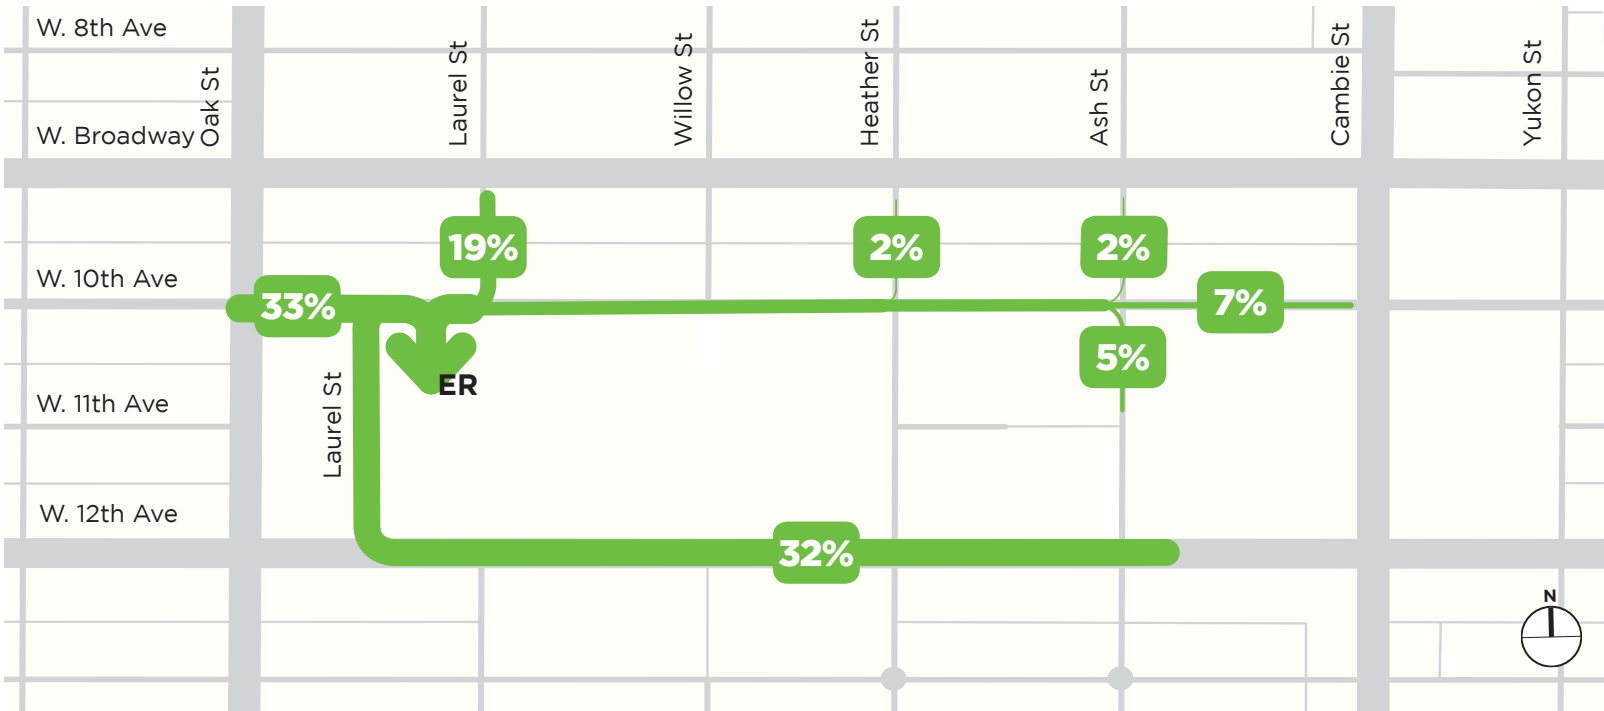 W. 8th Ave
W. Broadway
Oak St
Laurel St
Willow St
Heather St
Ash St
Cambie St
Yukon St
19%
2%
2%
W. 10th Ave
33%
7%
5%
ER
W. 11th Ave
Laurel St
W. 12th Ave
32%
N